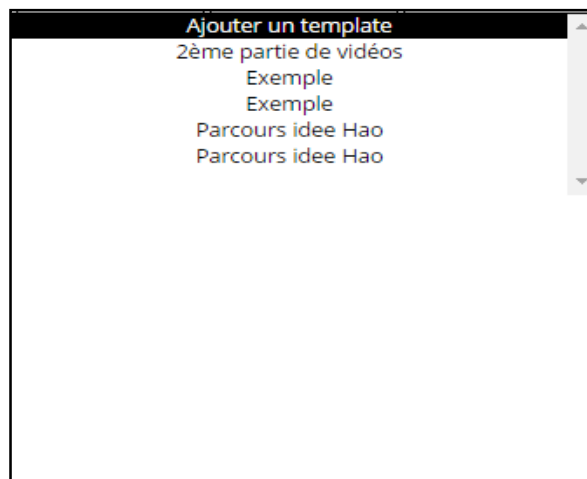 Ajouter un template
2ème partie de vidéos
Exemple
Exemple
Parcours idee Hao
Parcours idee Hao